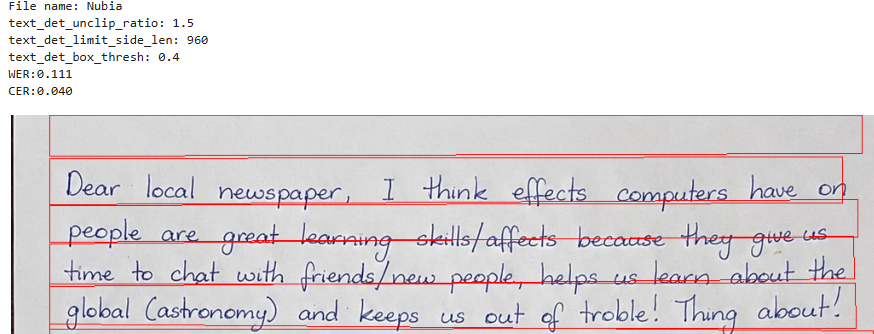 File name: Nubia
text_det_unclip_ratio: 1.5
text_det_limit_side_len: 960
text_det_box_thresh: 0.4
WER:0.111
CER:0.040
Dear local newspaper, I think effects computers have on
people are great learning skills/affects because they give us
time to chat with friends/new people, helps us learn about the
global (astronomy) and keeps us out of troble! Thing about!